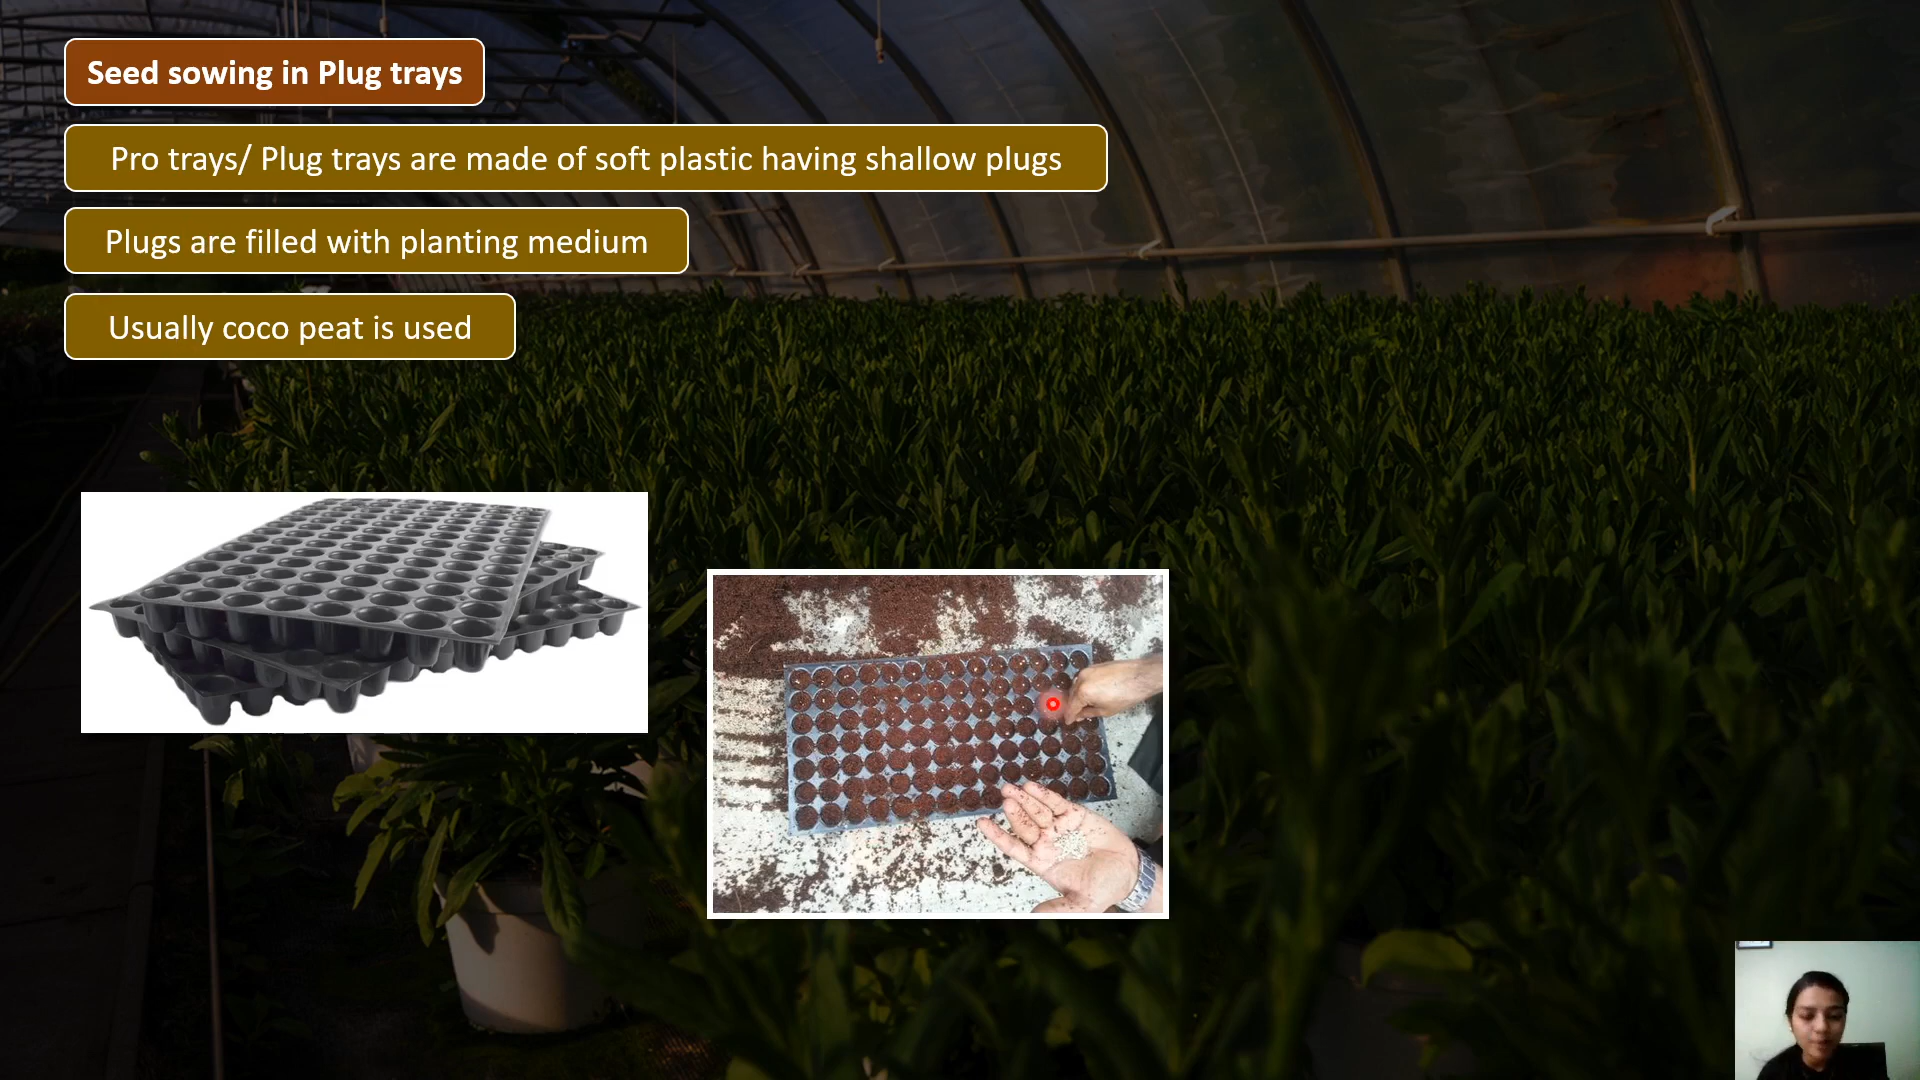 Seed sowing in Plug trays
Pro trays/ Plug trays are made of soft plastic having shallow plugs
Plugs are filled with planting medium
Usually coco peat is used